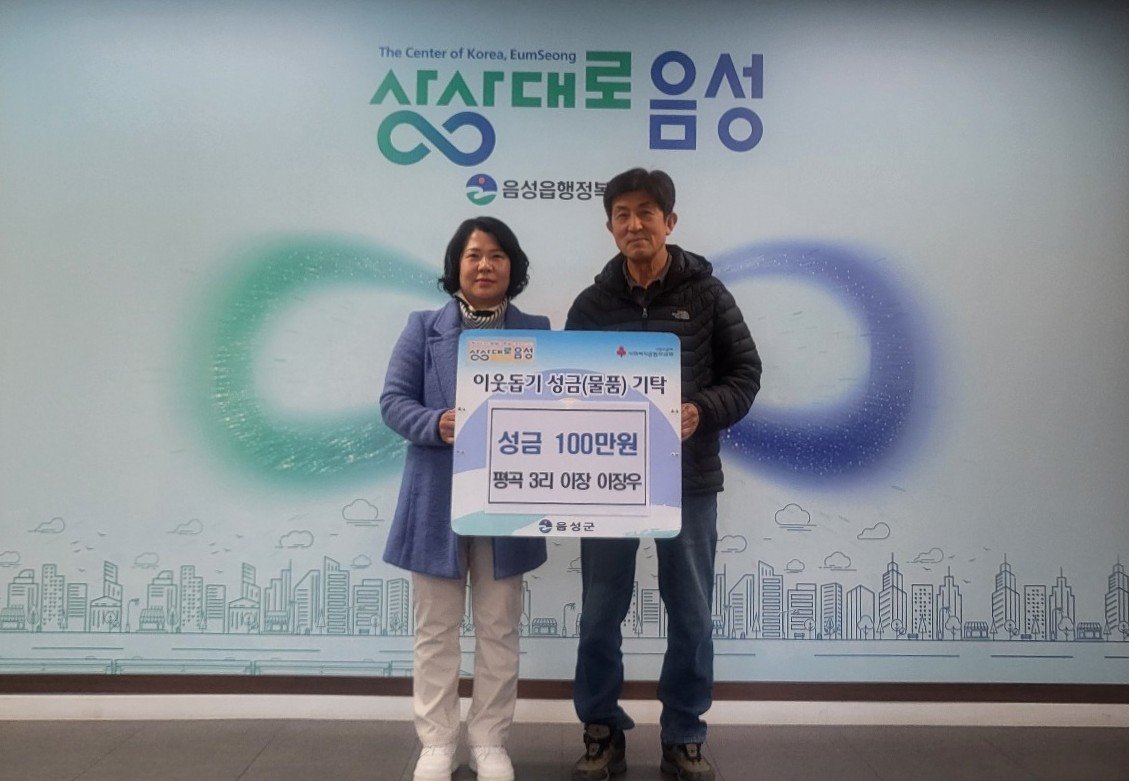 The Center of Korea, EumSeong
상상대로 음성
음성읍행정복
상상대로 음성
이웃돕기 성금(물품) 기탁
성금 100만원
평곡 3리 이장 이장우
음성군